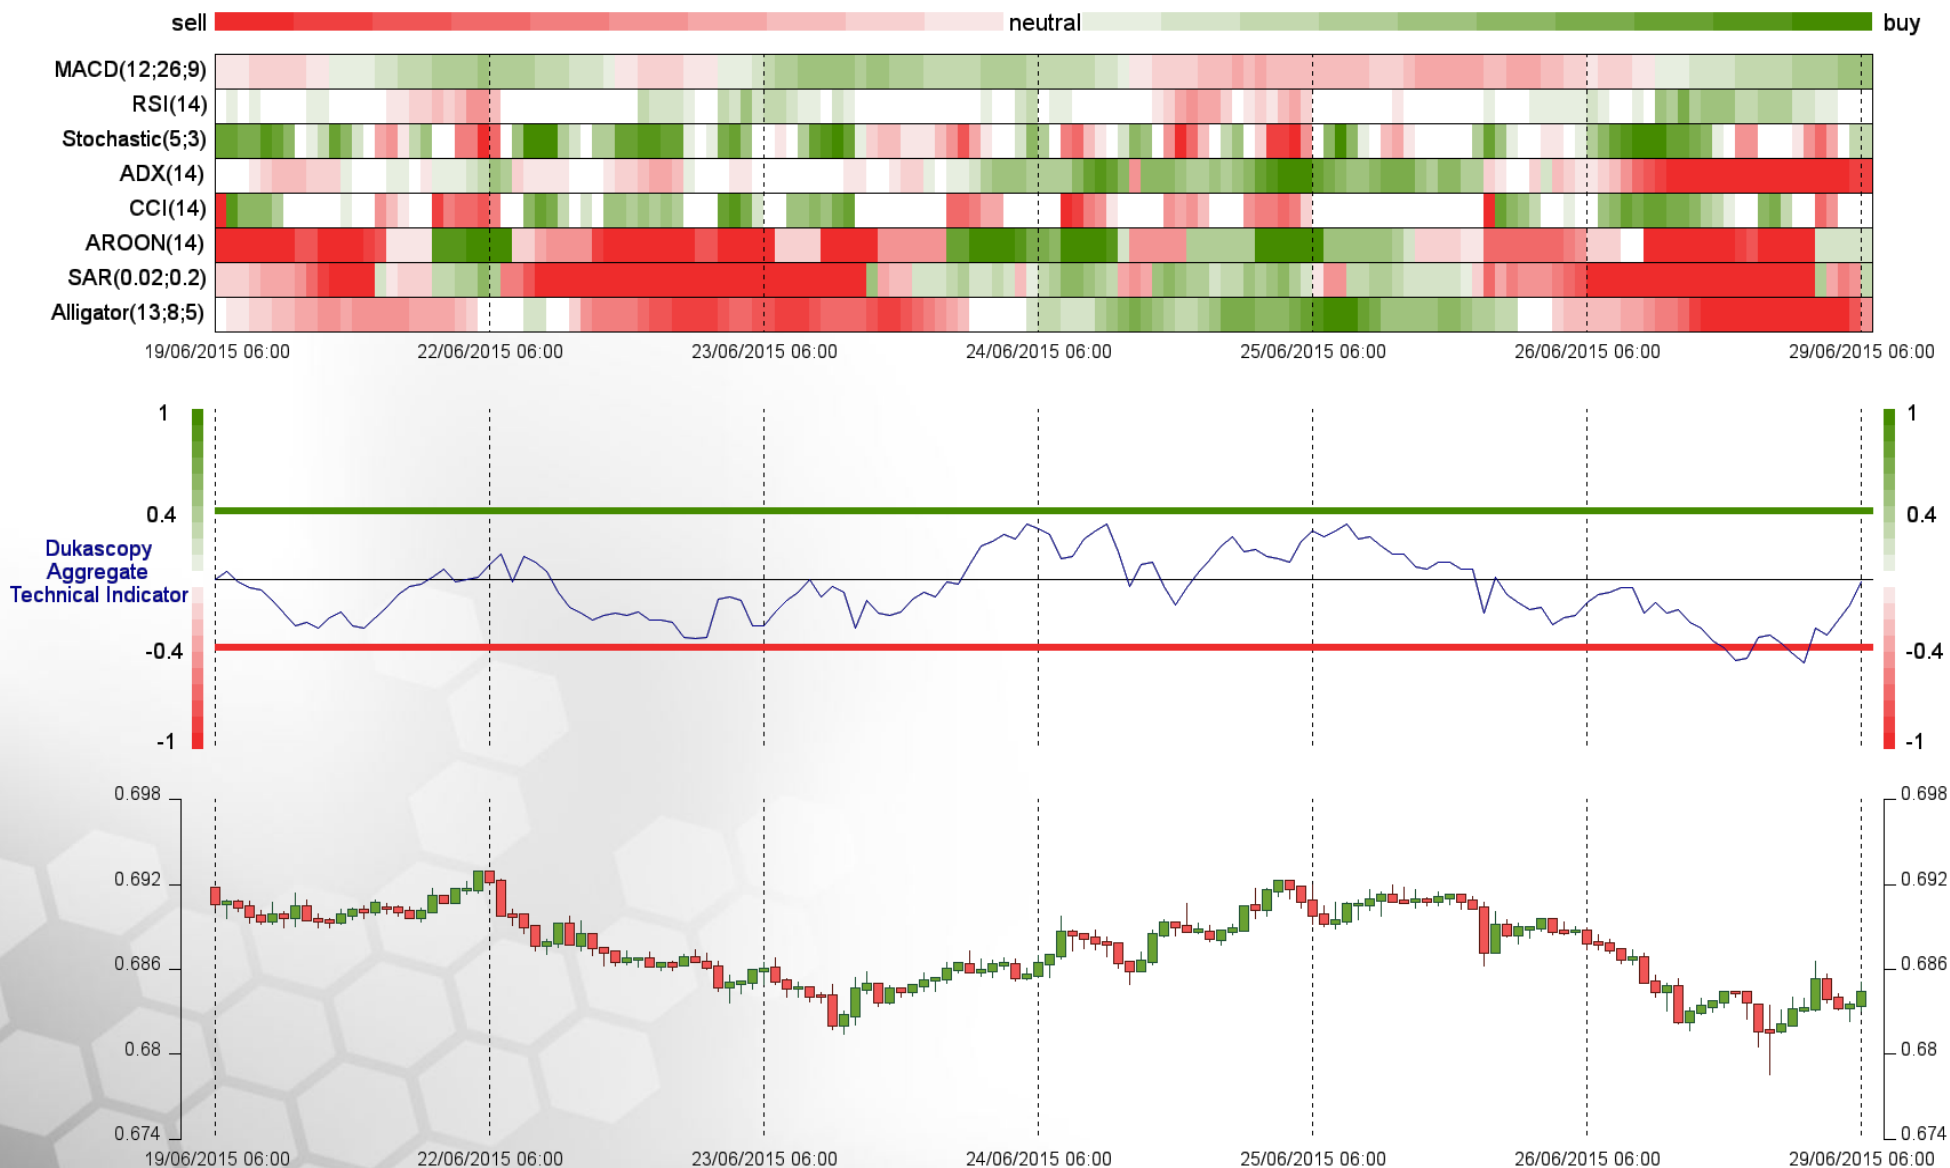 sell neutral buy
MACD(12;26;9)
RSI(14)
Stochastic(5;3)
ADX(14)
CCI(14)
AROON(14)
SAR(0.02;0.2)
Alligator(13;8;5)
19/06/2015 06:00 22/06/2015 06:00 23/06/2015 06:00 24/06/2015 06:00 25/06/2015 06:00 26/06/2015 06:00 29/06/2015 06:00
1 1
0.4 0.4
Dukascopy
Aggregate
Technical Indicator
-0.4 -0.4
-1 -1
0.698 0.698
0.692 0.692
0.686 0.686
0.68 0.68
0.674 0.674
19/06/2015 06:00 22/06/2015 06:00 23/06/2015 06:00 24/06/2015 06:00 25/06/2015 06:00 26/06/2015 06:00 29/06/2015 06:00